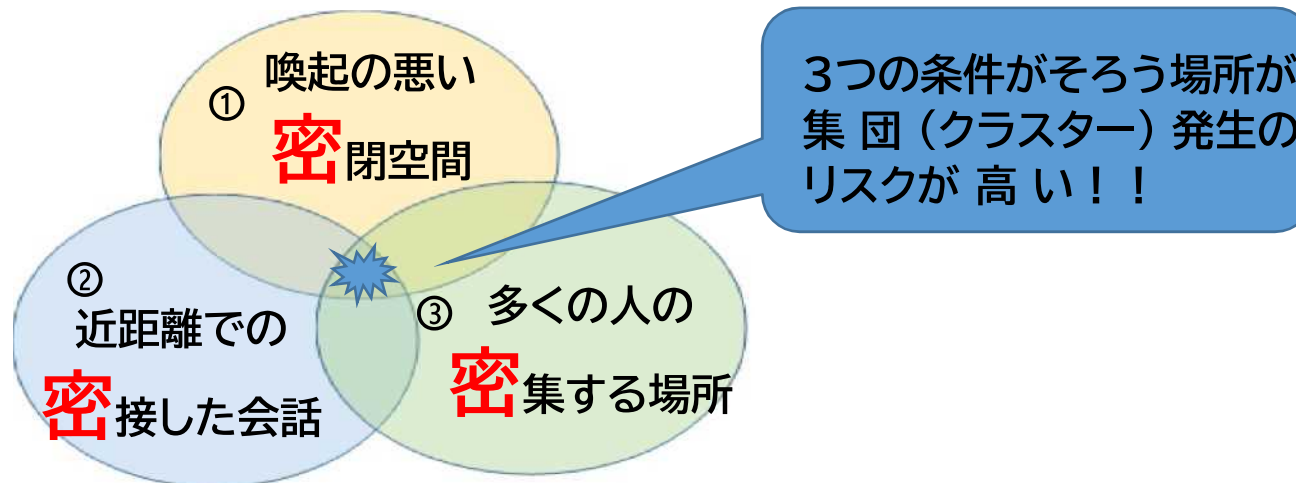 喚起の悪い
①
密閉空間
3つの条件がそろう場所が
集 団（クラスター）発生の
リスクが 高 い！！
②
近距離での
密接した会話
③ 多くの人の
密集する場所